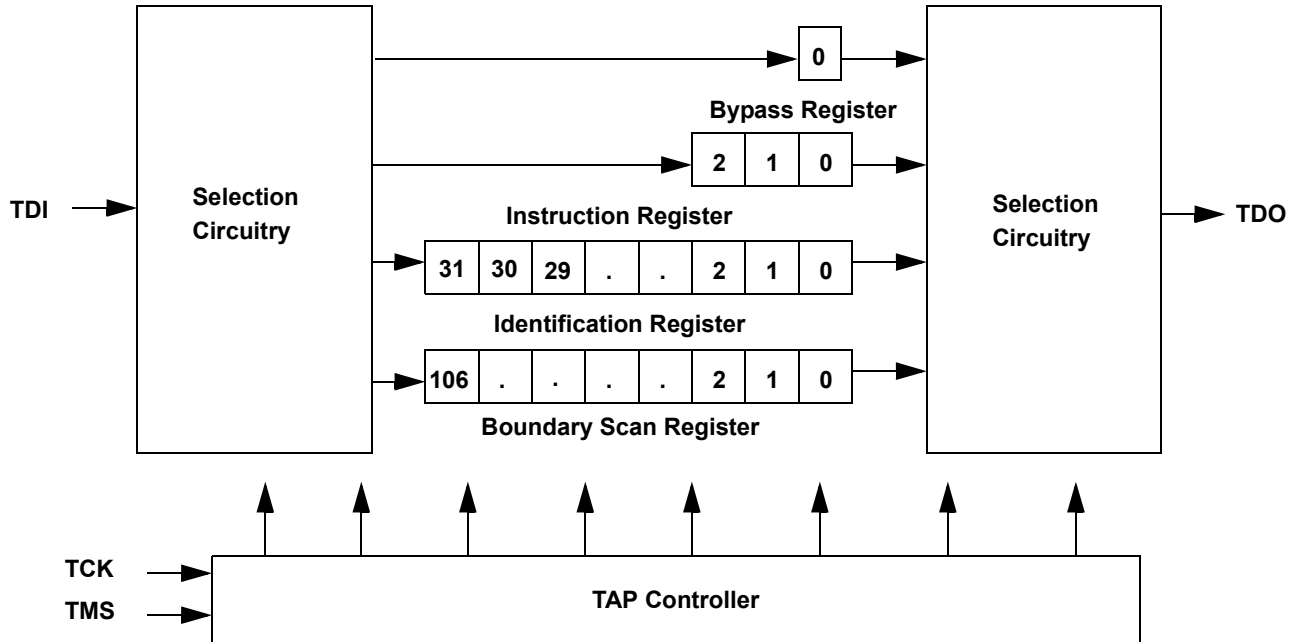 0
Bypass Register
2 1 0
Selection
Circuitry
Selection
Circuitry
TDI
TDO
Instruction Register
31 30 29 . . 2 1 0
Identification Register
106 . . . . 2 1 0
Boundary Scan Register
TCK
TMS
TAP Controller